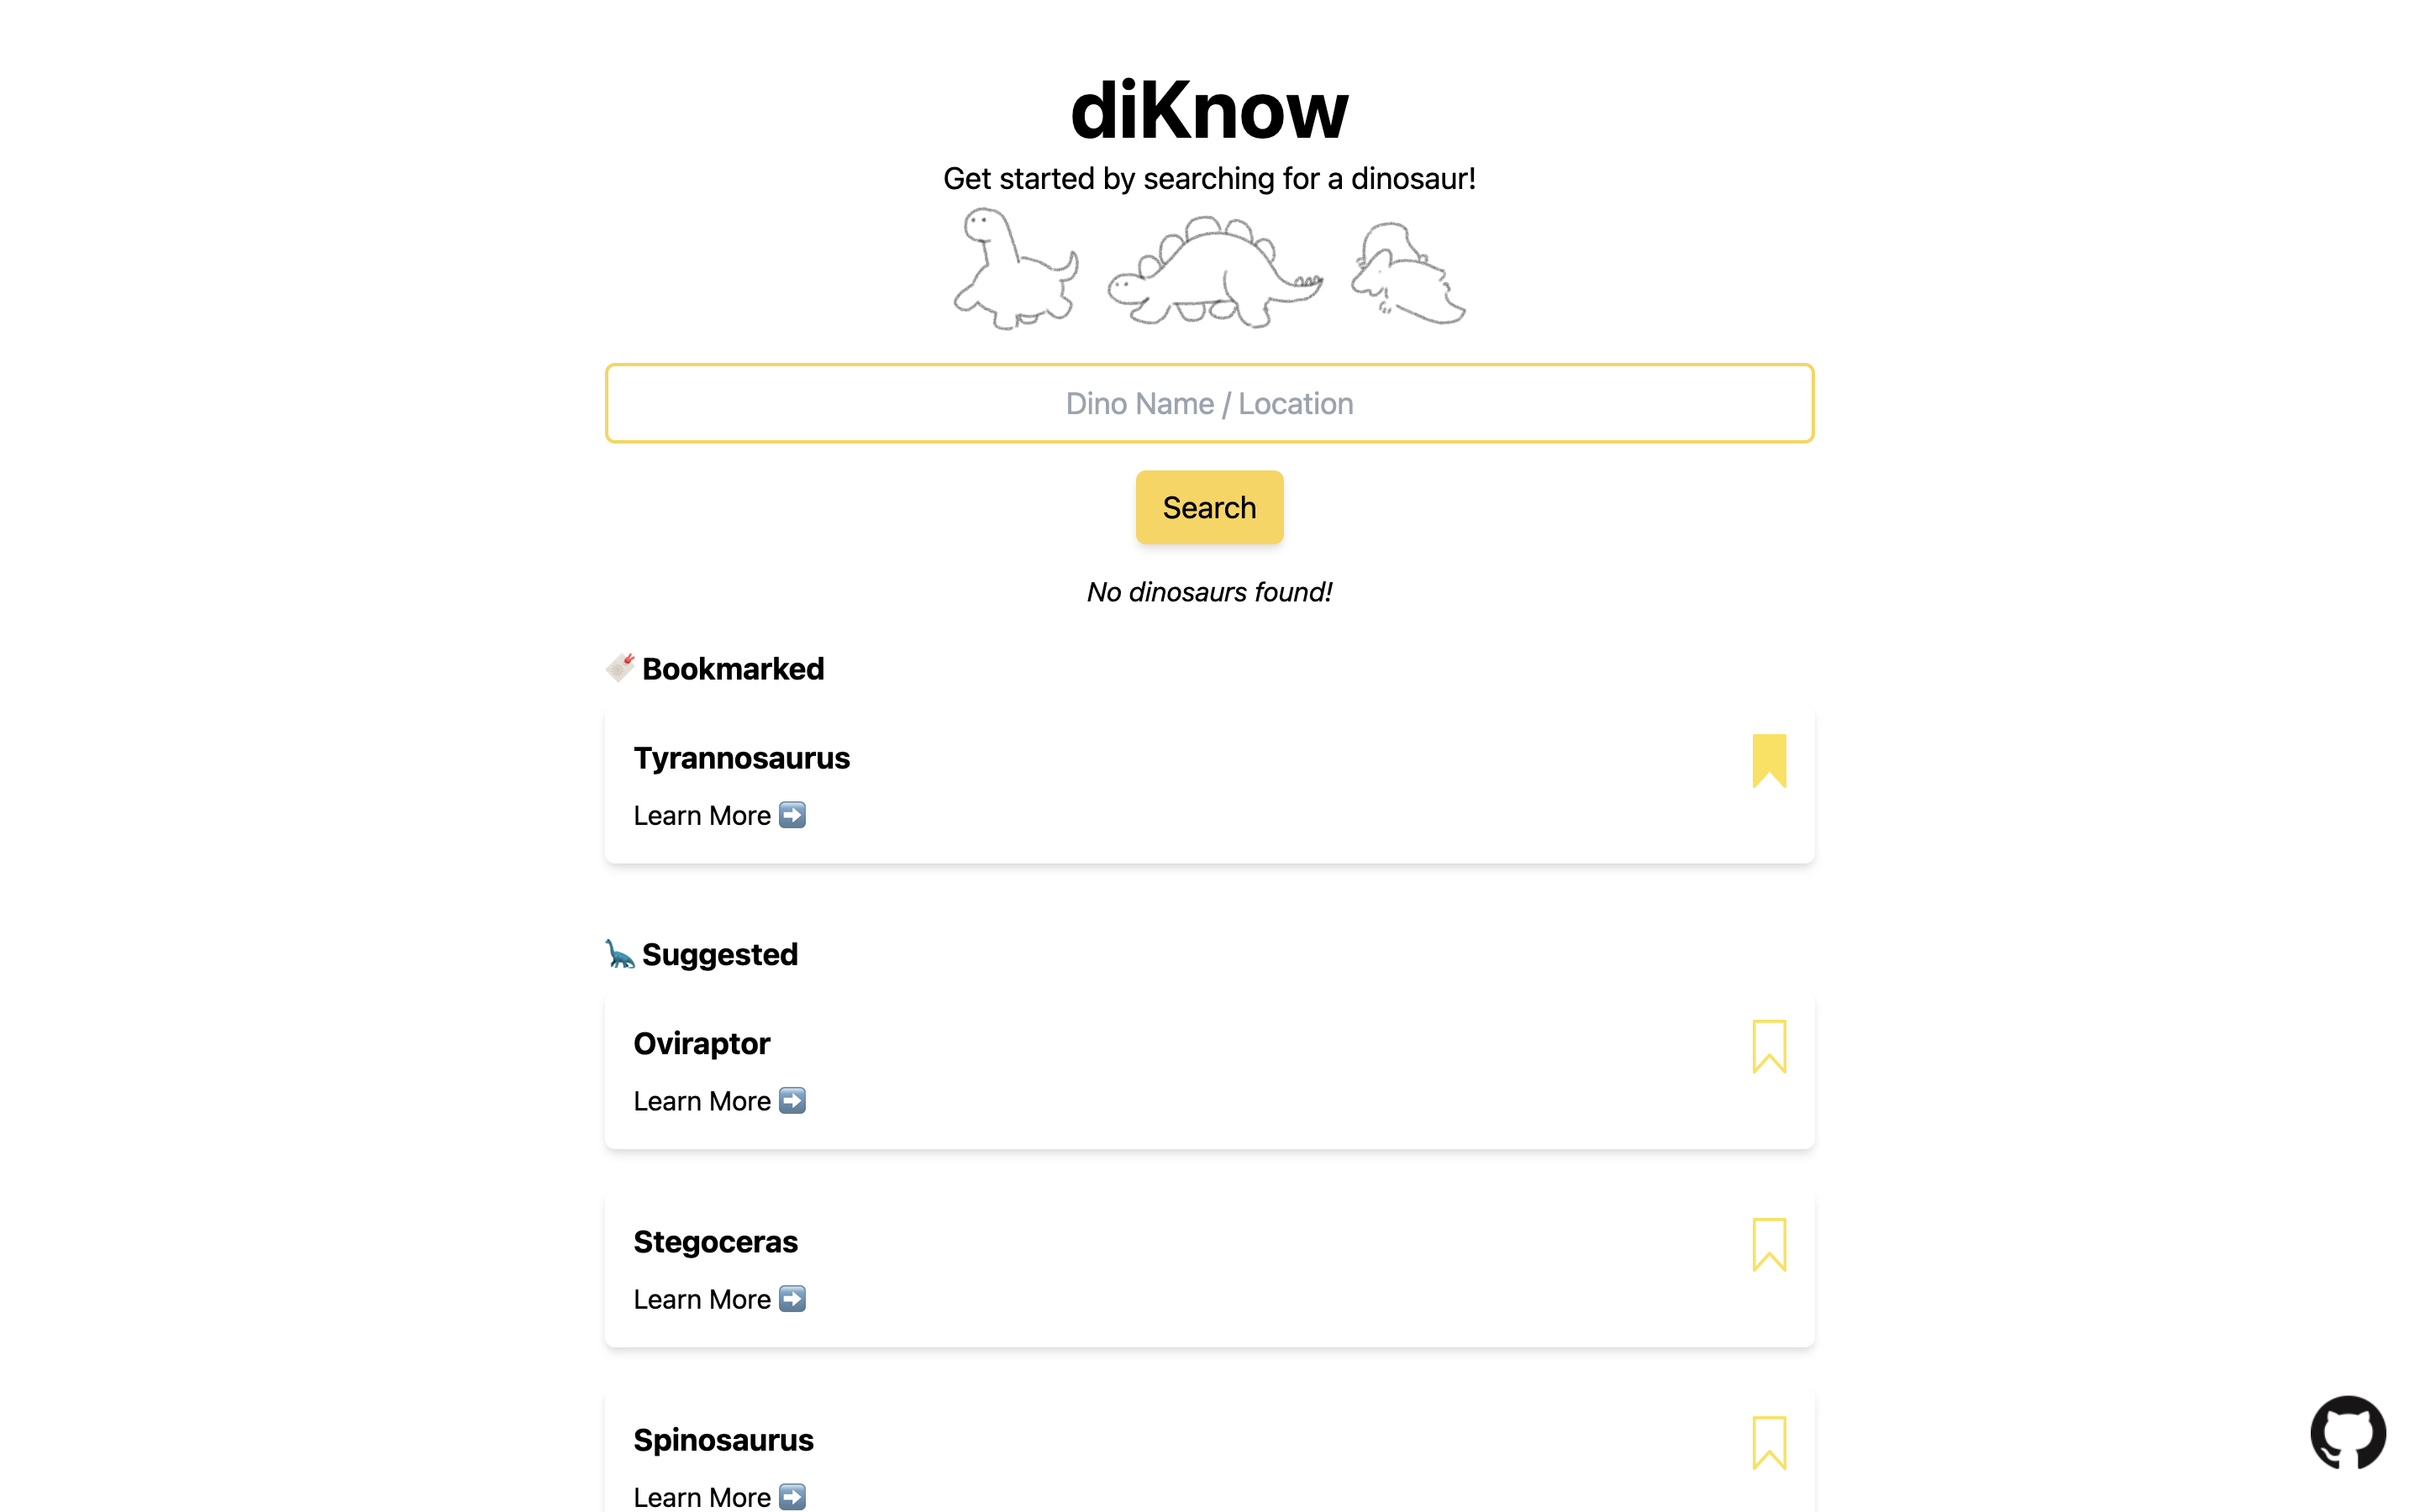 diKnow
Get started by searching for a dinosaur!
Dino Name / Location
Search
No dinosaurs found!
Bookmarked
Tyrannosaurus
Learn More ➡️
Suggested
Oviraptor
Learn More ➡️
Stegoceras
Learn More ➡️
Spinosaurus
Learn More ➡️